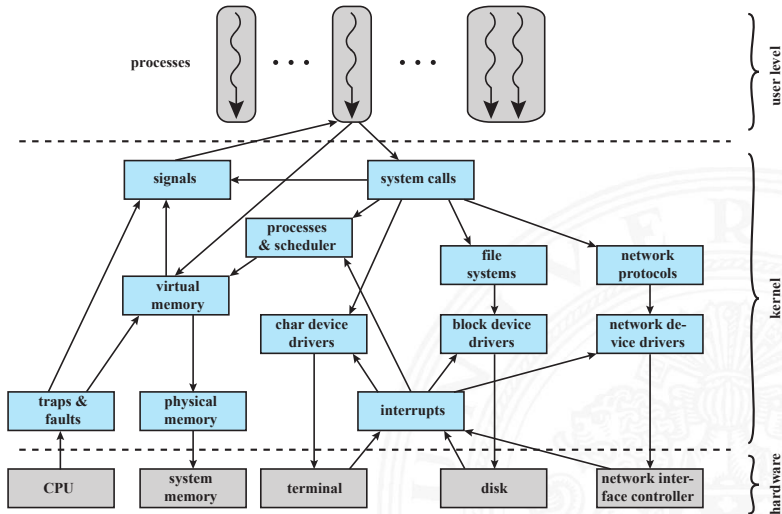 processes
user level
signals
system calls
processes
& scheduler
file
systems
network
protocols
virtual
memory
kernel
char device
drivers
block device
drivers
network de-
vice drivers
traps &
faults
physical
memory
interrupts
CPU
system
memory
terminal
disk
network inter-
face controller
hardware